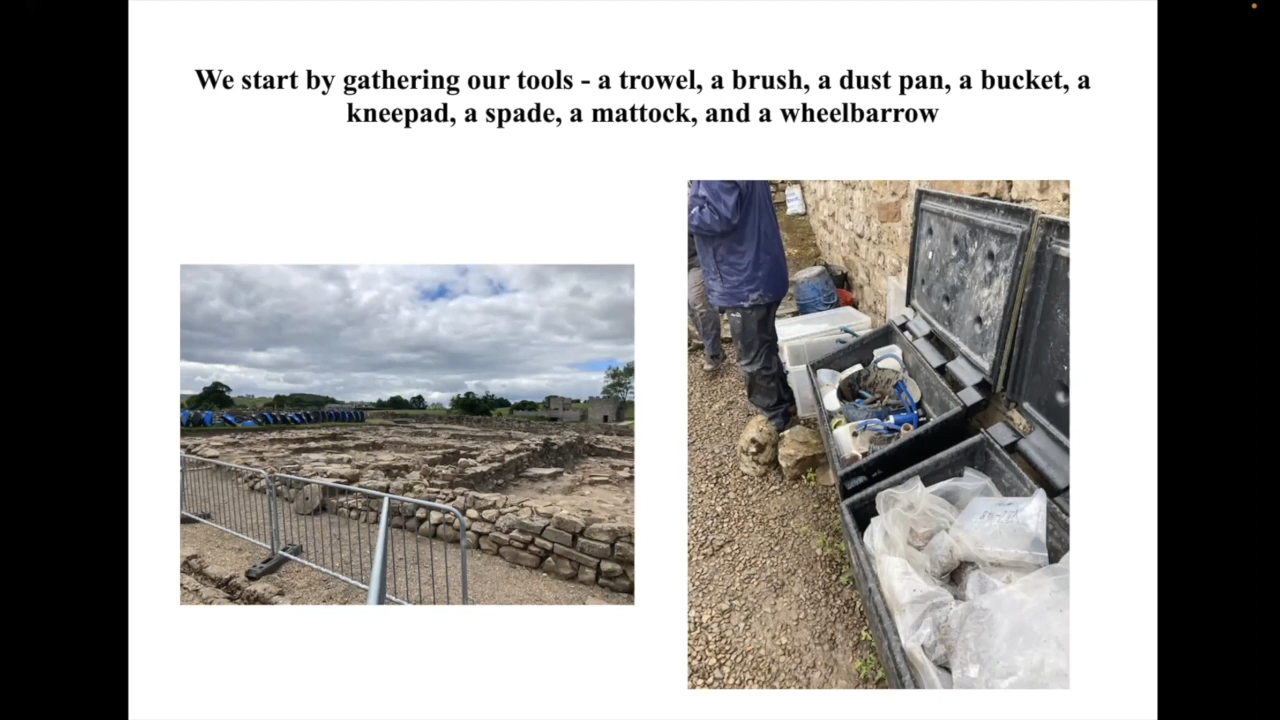 We start by gathering our tools - a trowel, a brush, a dust pan, a bucket, a
kneepad, a spade, a mattock, and a wheelbarrow